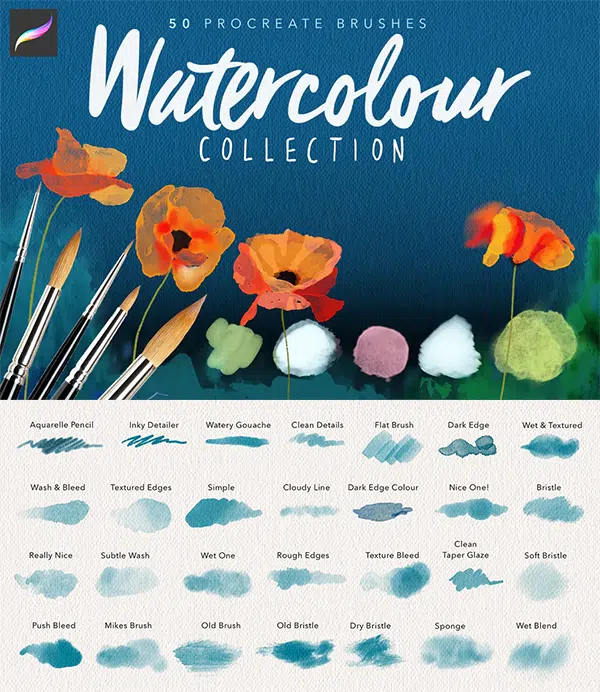 50 PROCREATE BRUSHES
Watercolour
COLLECTION
Aquarelle Pencil
Inky Detailer
Watery Gouache
Clean Details
Flat Brush
Dark Edge
Wet & Textured
Wash & Bleed
Textured Edges
Simple
Cloudy Line
Dark Edge Colour
Nice One!
Bristle
Really Nice
Subtle Wash
Wet One
Rough Edges
Texture Bleed
Clean
Taper Glaze
Soft Bristle
Push Bleed
Mikes Brush
Old Brush
Old Bristle
Dry Bristle
Sponge
Wet Blend